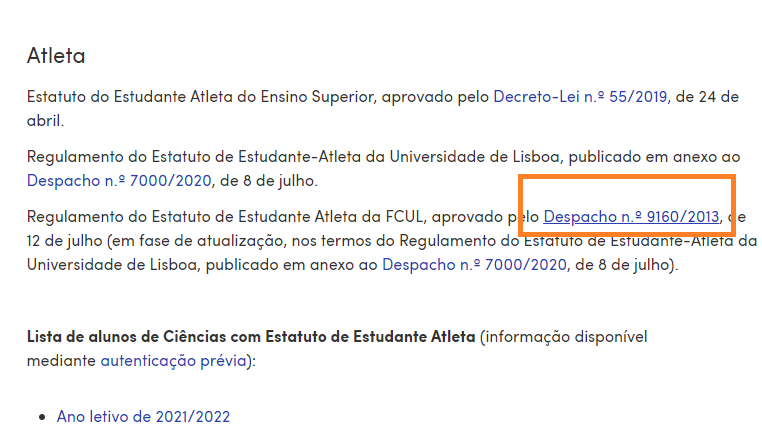 Atleta
Estatuto do Estudante Atleta do Ensino Superior, aprovado pelo Decreto-Lei n.º 55/2019, de 24 de
abril.
Regulamento do Estatuto de Estudante-Atleta da Universidade de Lisboa, publicado em anexo ao
Despacho n.º 7000/2020, de 8 de julho.
Regulamento do Estatuto de Estudante Atleta da FCUL, aprovado pelo Despacho n.º 9160/2013, de
12 de julho (em fase de atualização, nos termos do Regulamento do Estatuto de Estudante-Atleta da
Universidade de Lisboa, publicado em anexo ao Despacho n.º 7000/2020, de 8 de julho).
Lista de alunos de Ciências com Estatuto de Estudante Atleta (informação disponível
mediante autenticação prévia):
• Ano letivo de 2021/2022